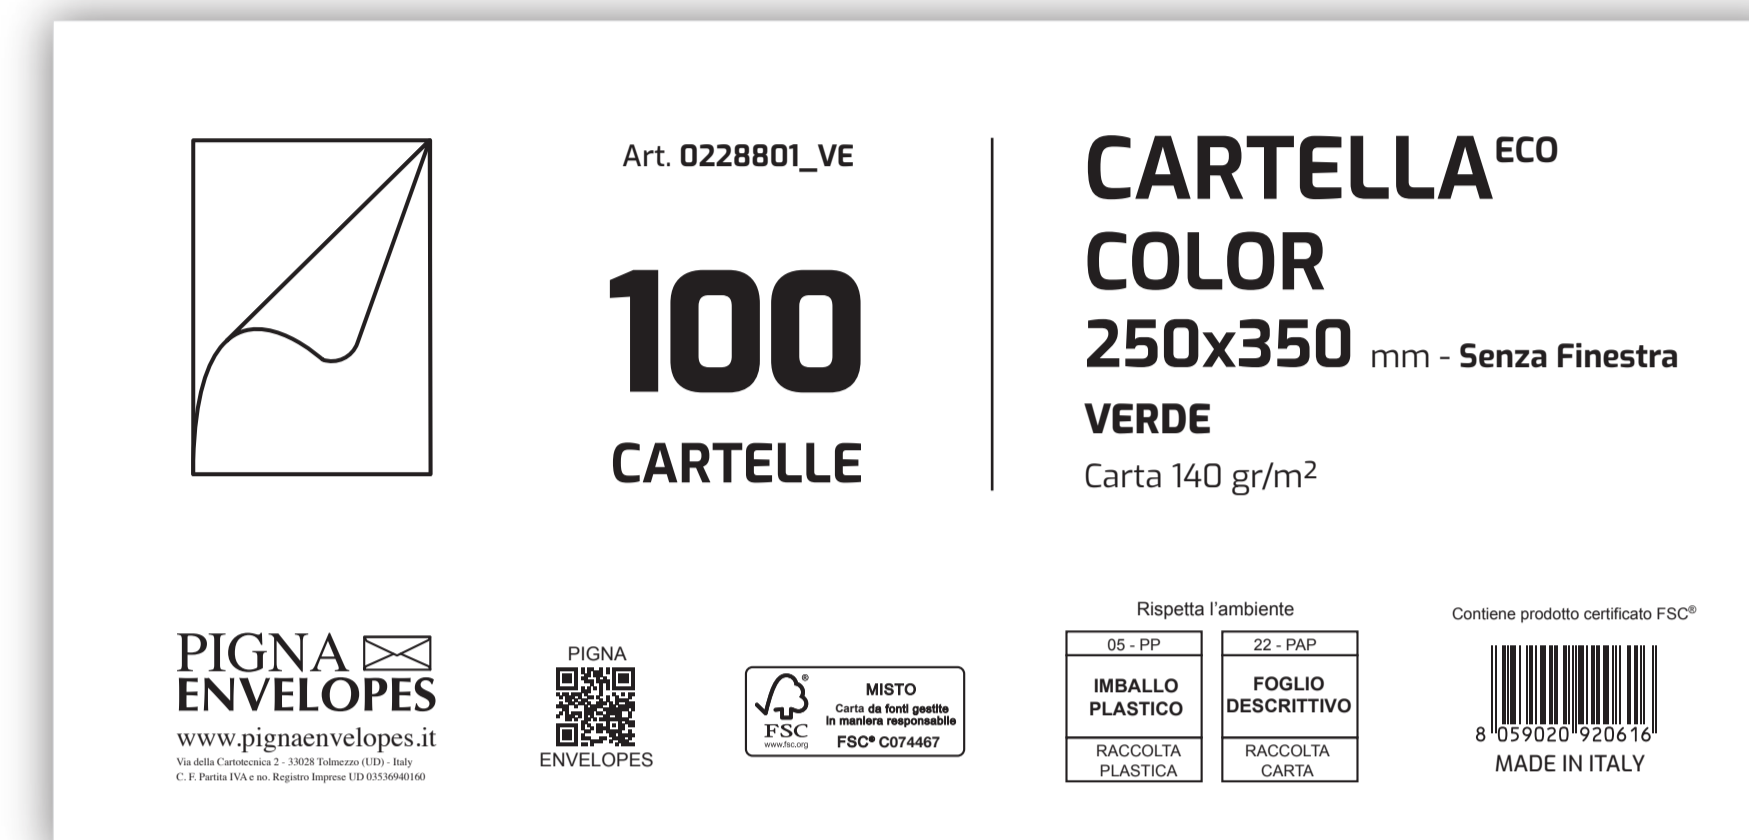 Art. 0228801_VE
100
CARTELLE
CARTELLA ECO
COLOR
250x350 mm - Senza Finestra
VERDE
Carta 140 gr/m²
PIGNA
ENVELOPES
www.pignaenvelopes.it
Via della Cartotecnica 2 - 33028 Tolmezzo (UD) - Italy
C. F. Partita IVA e no. Registro Imprese UD 03536940160
PIGNA
ENVELOPES
®
FSC
www.fsc.org
MISTO
Carta da fonti gestite
in maniera responsabile
FSC® C074467
Rispetta l'ambiente
05 - PP
IMBALLO
PLASTICO
RACCOLTA
PLASTICA
22 - PAP
FOGLIO
DESCRITTIVO
RACCOLTA
CARTA
Contiene prodotto certificato FSC®
8 059020 920616
MADE IN ITALY